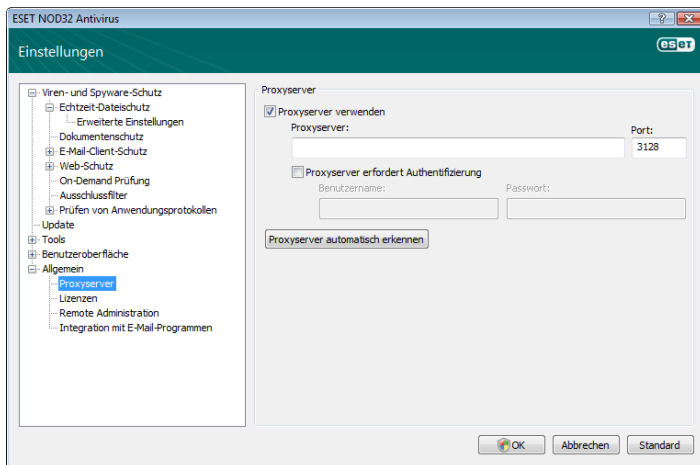 ESET NOD32 Antivirus
Einstellungen
eseT
Viren- und Spyware-Schutz
Echtzeit-Dateischutz
Erweiterte Einstellungen
Dokumentenschutz
E-Mail-Client-Schutz
Web-Schutz
On-Demand Prüfung
Ausschlussfilter
Prüfen von Anwendungsprotokollen
Update
Tools
Benutzeroberfläche
Allgemein
Proxyserver
Lizenzen
Remote Administration
Integration mit E-Mail-Programmen
Proxyserver
Proxyserver verwenden
Proxyserver: Port:
3128
Proxyserver erfordert Authentifizierung
Benutzername: Passwort:
Proxyserver automatisch erkennen
OK Abbrechen Standard